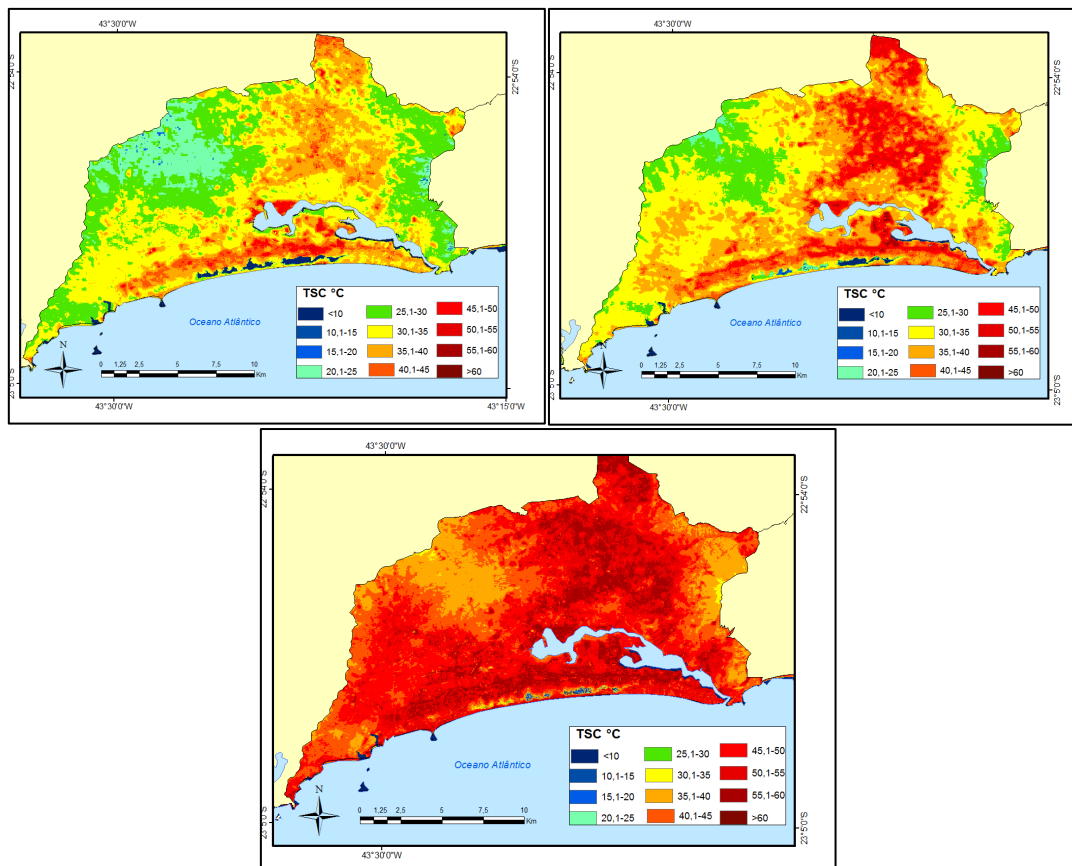 43°30'0"W
22°54'0"S
22°54'0"S
Oceano Atlântico
TSC °C
<10 25,1-30 45,1-50
10,1-15 30,1-35 50,1-55
15,1-20 35,1-40 55,1-60
20,1-25 40,1-45 >60
N
0 1,25 2,5 5 7,5 10
Km
23°5'0"S
43°30'0"W 43°15'0"W
43°30'0"W
22°54'0"S
22°54'0"S
Oceano Atlântico
TSC °C
<10 25,1-30 45,1-50
10,1-15 30,1-35 50,1-55
15,1-20 35,1-40 55,1-60
20,1-25 40,1-45 >60
N
0 1,25 2,5 5 7,5 10
Km
23°5'0"S
23°5'0"S
43°30'0"W
43°30'0"W
22°54'0"S
22°54'0"S
Oceano Atlântico
TSC °C
<10 25,1-30 45,1-50
10,1-15 30,1-35 50,1-55
15,1-20 35,1-40 55,1-60
20,1-25 40,1-45 >60
N
0 1,25 2,5 5 7,5 10
Km
23°5'0"S
23°5'0"S
43°30'0"W